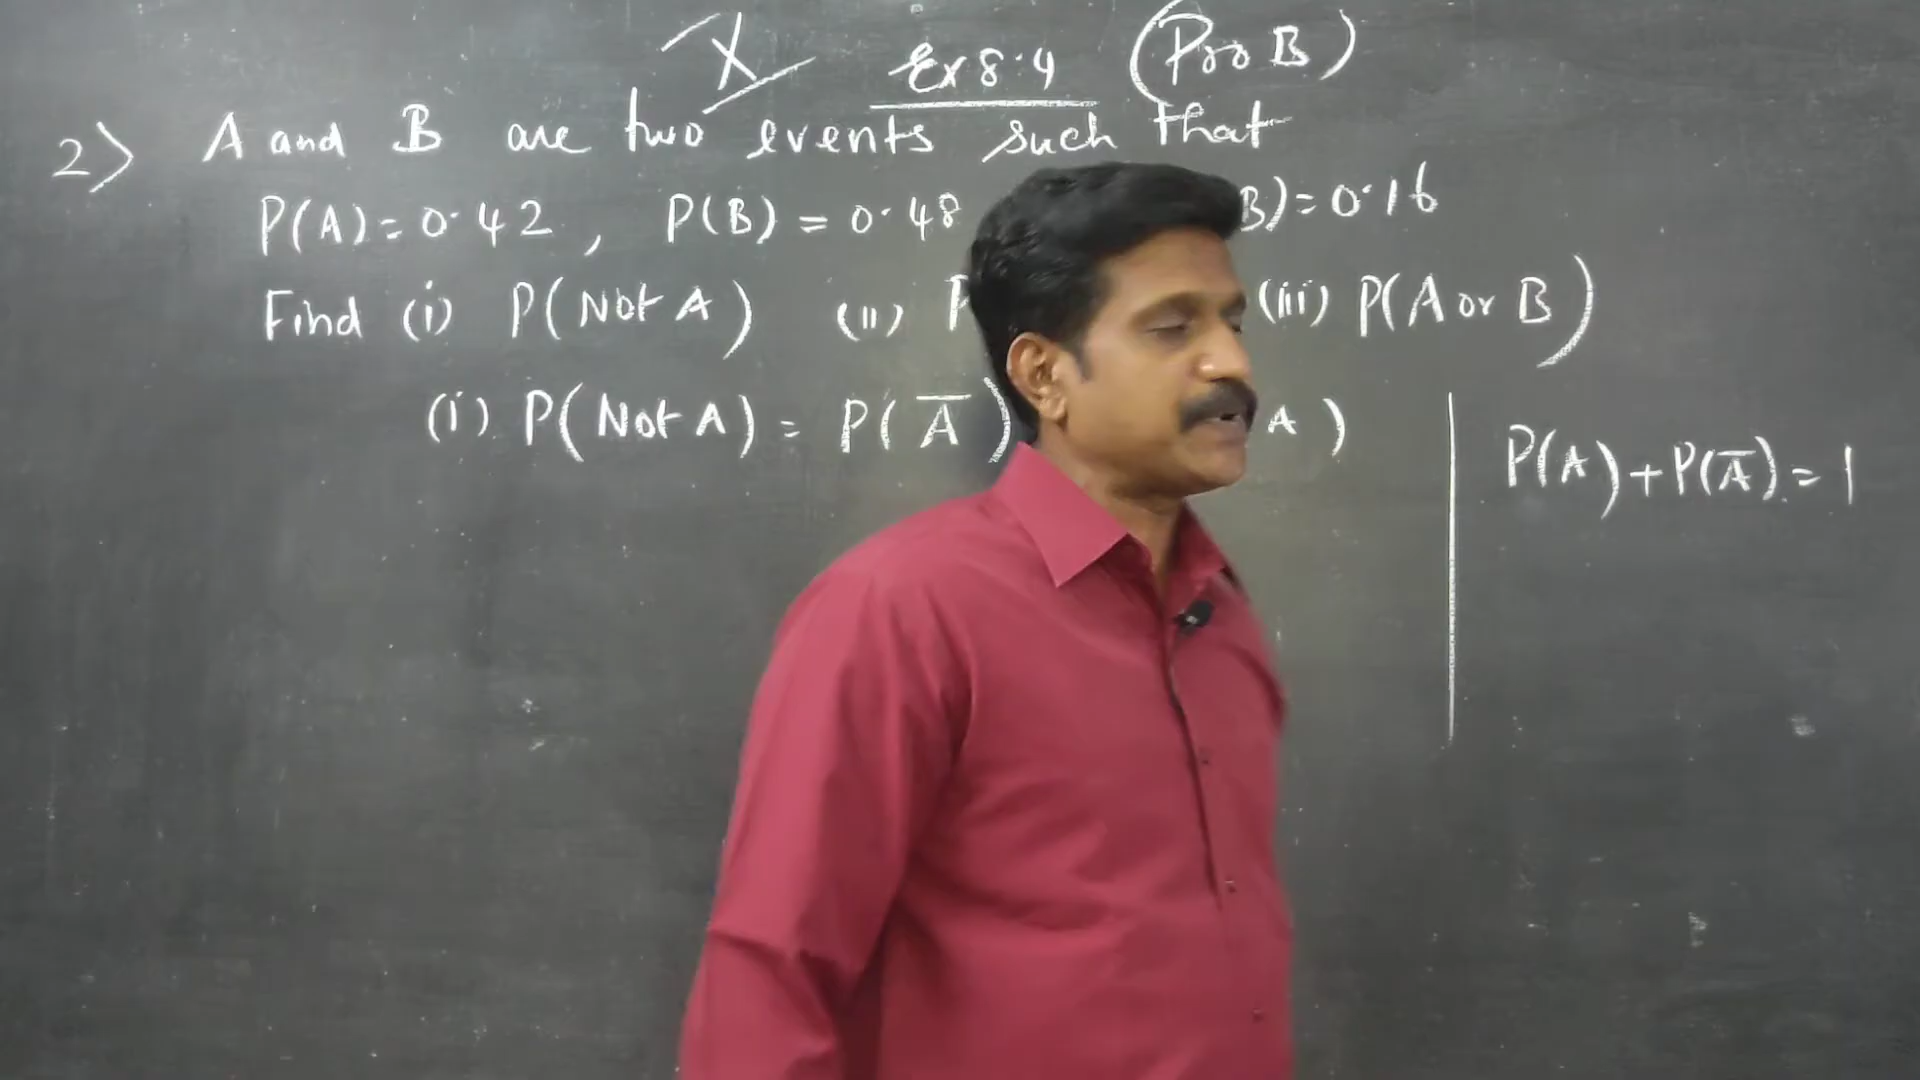 X Ex 8.4 (Pro B)
2) A and B are two events such that
P(A) = 0.42, P(B) = 0.48 B) = 0.16
Find (i) P(Not A) (ii) P (iii) P(A or B)
(i) P(Not A) = P(A̅) A)
P(A) + P(A̅) = 1